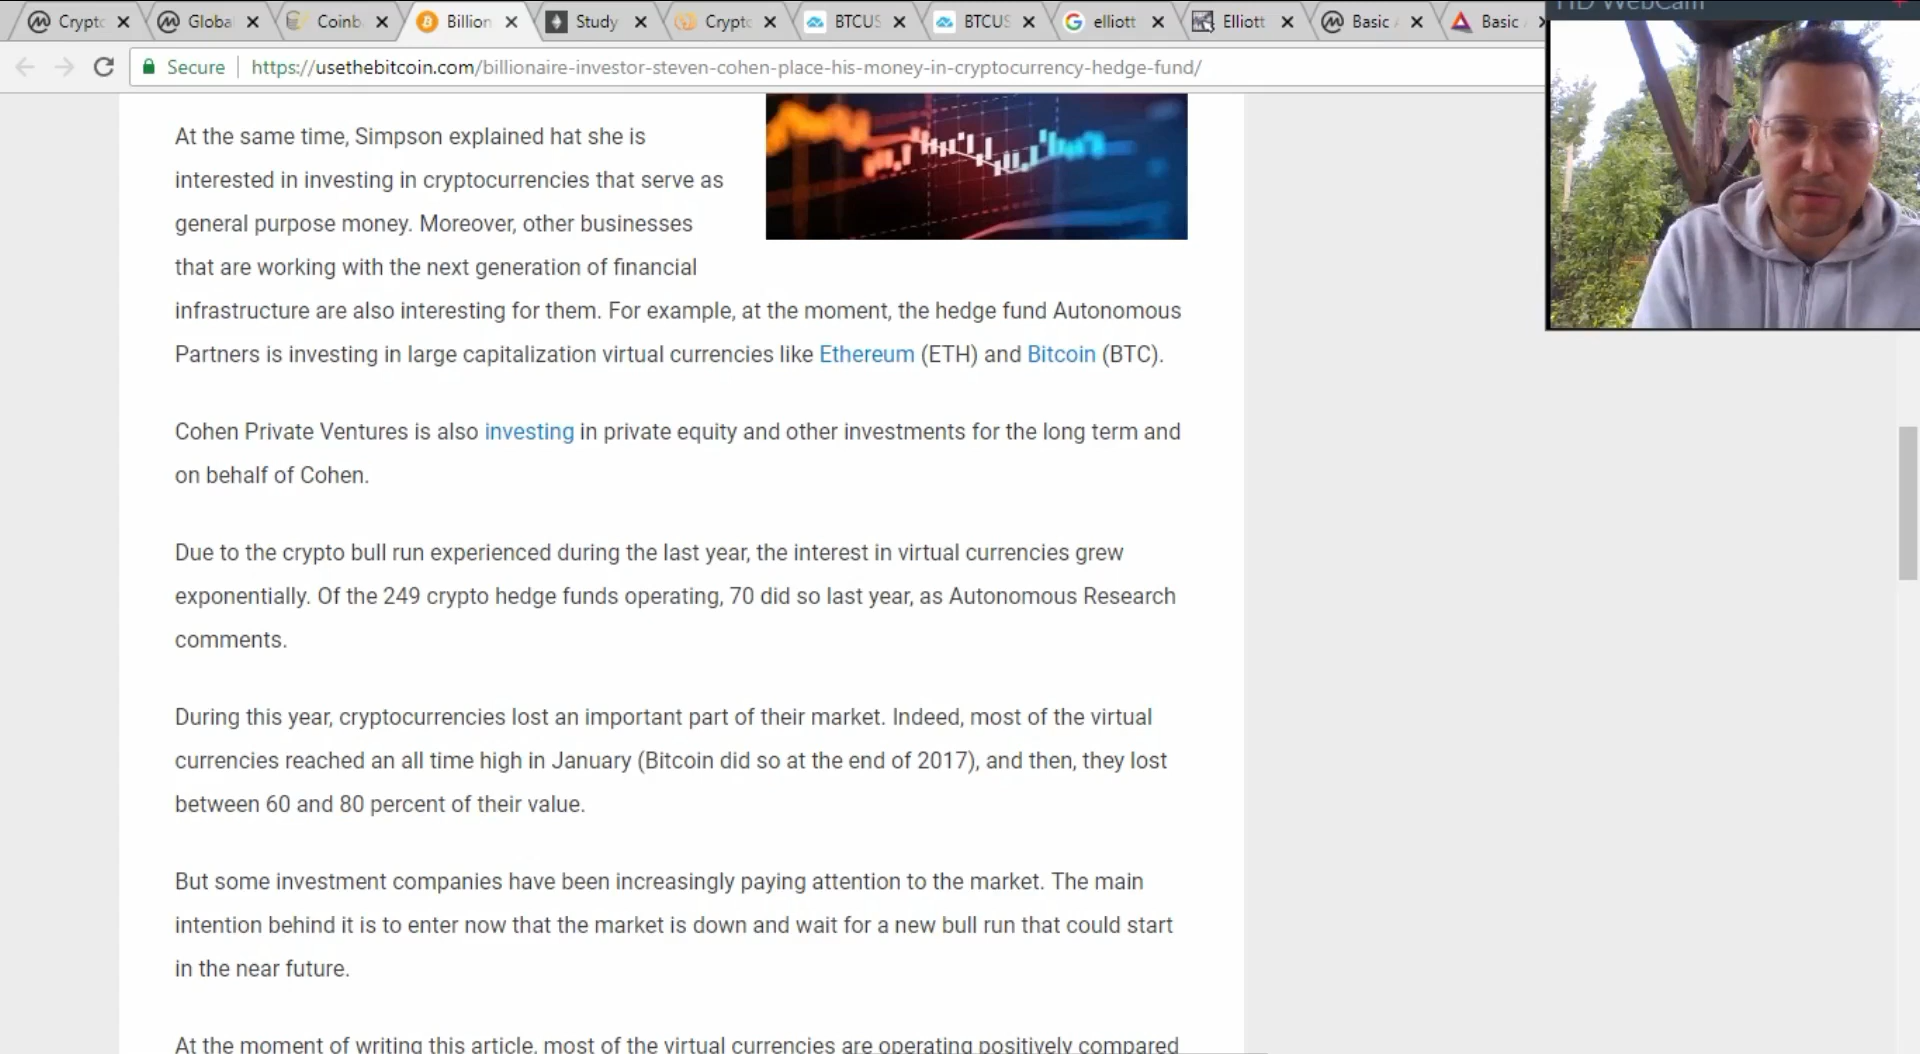 Crypto
Global
Coinb
Billion
Study
Crypto
BTCUS
BTCUS
elliott
Elliott
Basic
Basic
HD WebCam
Secure
https://usethebitcoin.com/billionaire-investor-steven-cohen-place-his-money-in-cryptocurrency-hedge-fund/
At the same time, Simpson explained hat she is
interested in investing in cryptocurrencies that serve as
general purpose money. Moreover, other businesses
that are working with the next generation of financial
infrastructure are also interesting for them. For example, at the moment, the hedge fund Autonomous
Partners is investing in large capitalization virtual currencies like Ethereum (ETH) and Bitcoin (BTC).
Cohen Private Ventures is also investing in private equity and other investments for the long term and
on behalf of Cohen.
Due to the crypto bull run experienced during the last year, the interest in virtual currencies grew
exponentially. Of the 249 crypto hedge funds operating, 70 did so last year, as Autonomous Research
comments.
During this year, cryptocurrencies lost an important part of their market. Indeed, most of the virtual
currencies reached an all time high in January (Bitcoin did so at the end of 2017), and then, they lost
between 60 and 80 percent of their value.
But some investment companies have been increasingly paying attention to the market. The main
intention behind it is to enter now that the market is down and wait for a new bull run that could start
in the near future.
At the moment of writing this article, most of the virtual currencies are operating positively compared